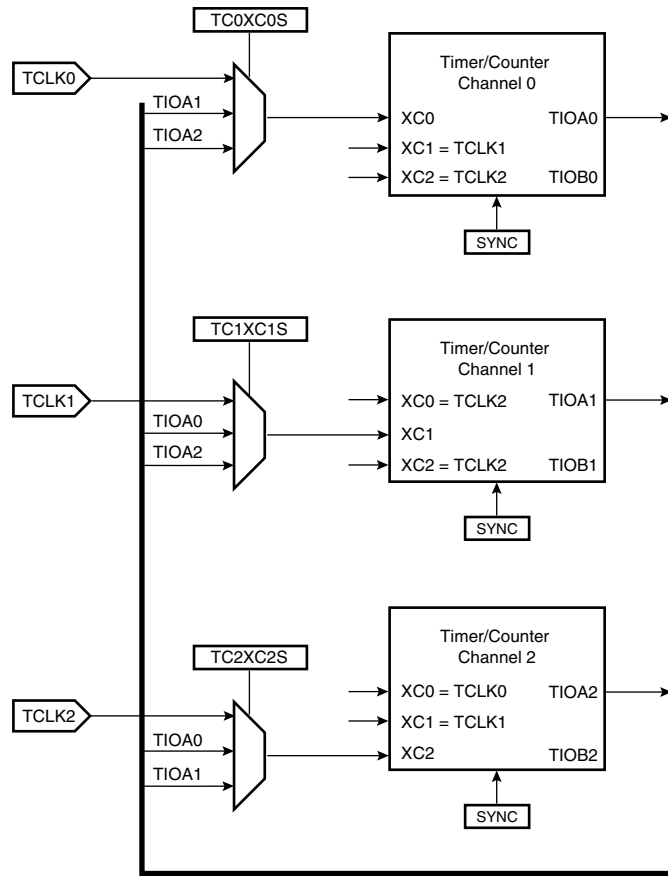 TC0XC0S
TCLK0
TIOA1
TIOA2
Timer/Counter
Channel 0
XC0
TIOA0
XC1 = TCLK1
XC2 = TCLK2
TIOB0
SYNC
TC1XC1S
TCLK1
TIOA0
TIOA2
Timer/Counter
Channel 1
XC0 = TCLK2
TIOA1
XC1
XC2 = TCLK2
TIOB1
SYNC
TC2XC2S
TCLK2
TIOA0
TIOA1
Timer/Counter
Channel 2
XC0 = TCLK0
TIOA2
XC1 = TCLK1
XC2
TIOB2
SYNC